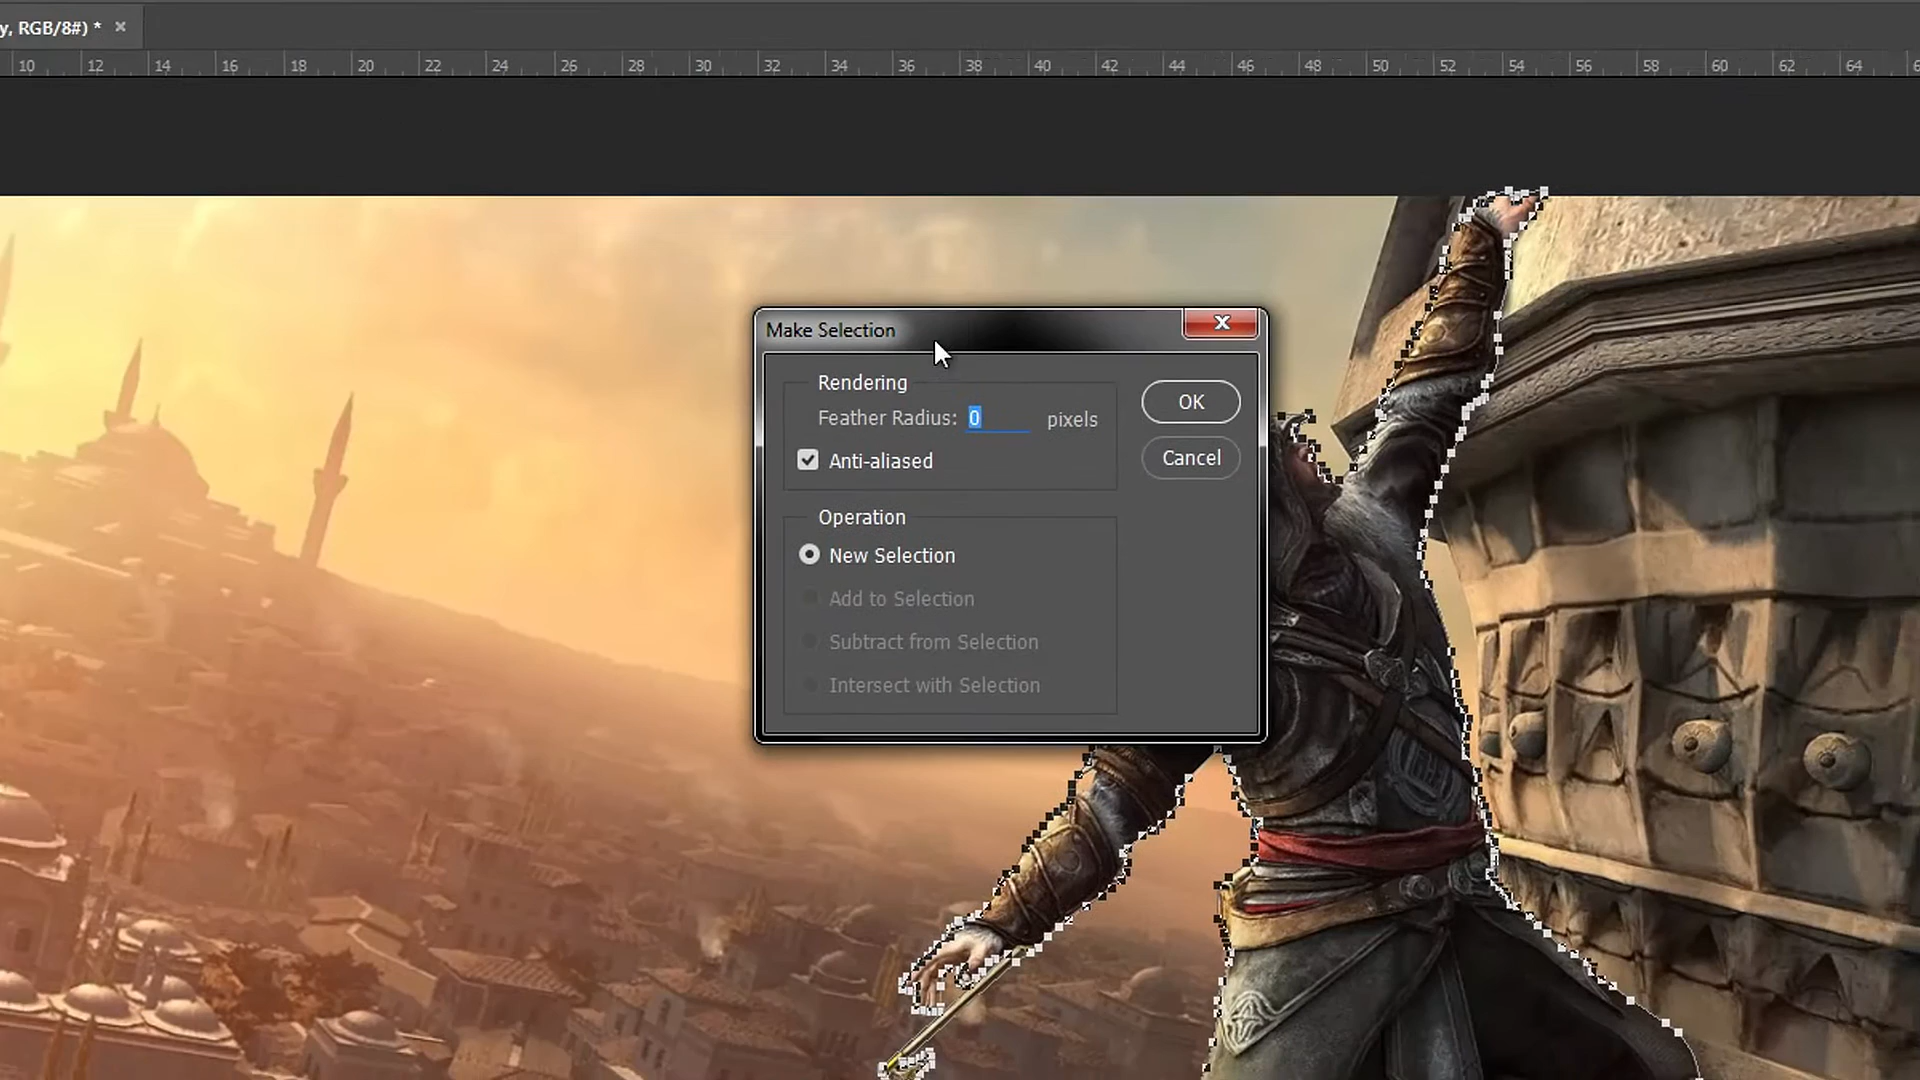 y, RGB/8#) * ×
10 12 14 16 18 20 22 24 26 28 30 32 34 36 38 40 42 44 46 48 50 52 54 56 58 60 62 64 6
Make Selection
Rendering
Feather Radius: 0 pixels
OK
Anti-aliased
Cancel
Operation
New Selection
Add to Selection
Subtract from Selection
Intersect with Selection